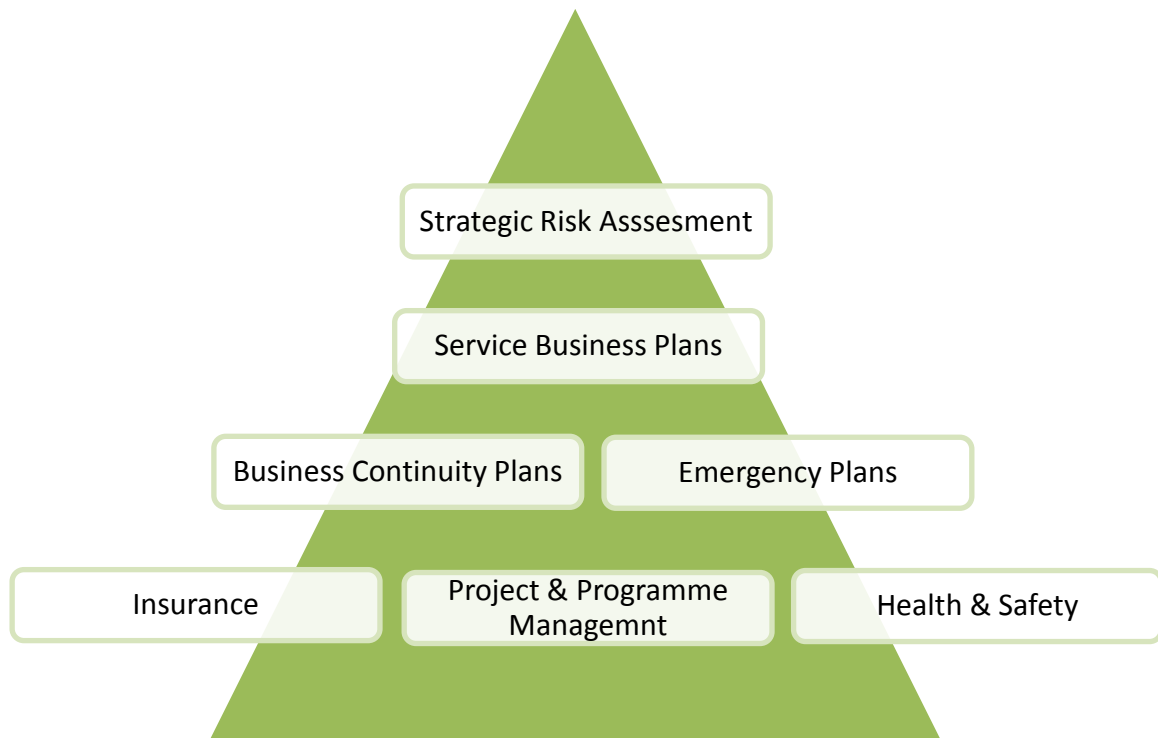 Strategic Risk Asssesment
Service Business Plans
Business Continuity Plans
Emergency Plans
Insurance
Project & Programme
Managemnt
Health & Safety